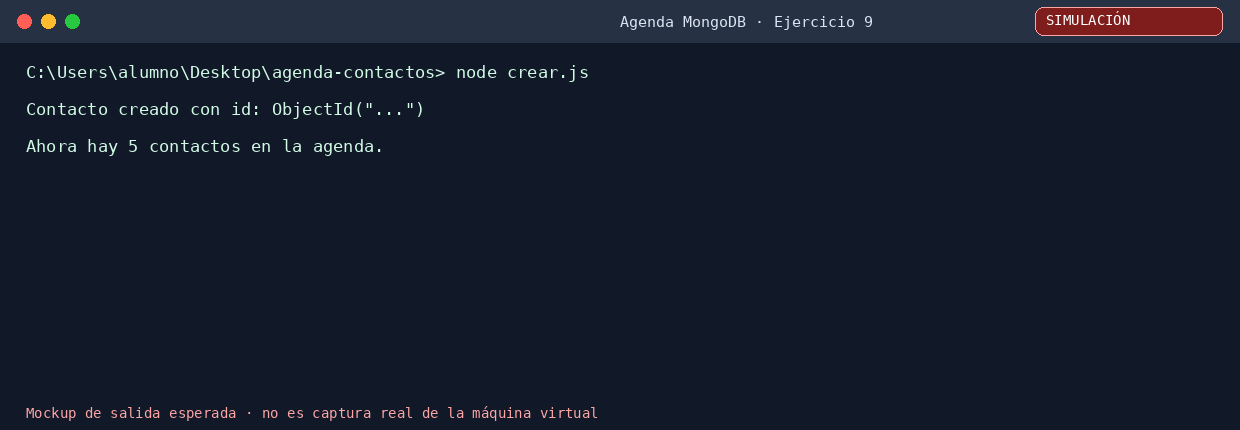 Agenda MongoDB · Ejercicio 9
SIMULACIÓN
C:\Users\alumno\Desktop\agenda-contactos> node crear.js
Contacto creado con id: ObjectId("...")
Ahora hay 5 contactos en la agenda.
Mockup de salida esperada · no es captura real de la máquina virtual